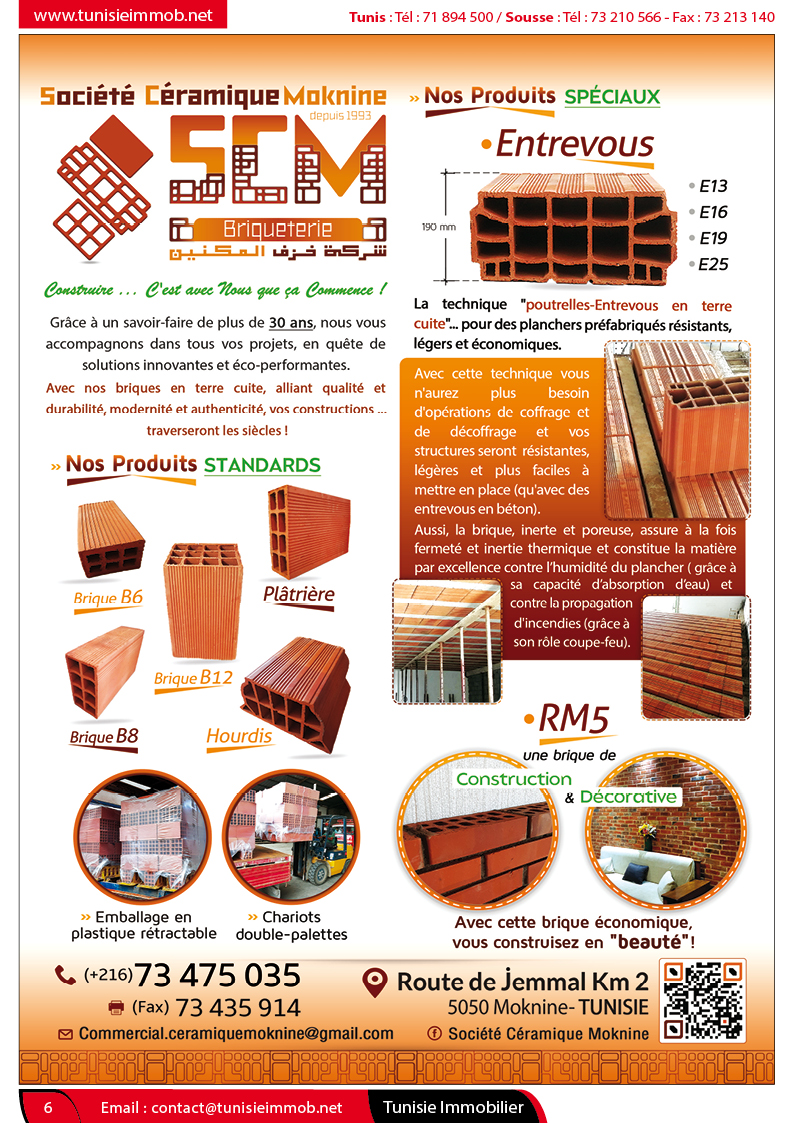 www.tunisieimmob.net
Tunis : Tél : 71 894 500 / Sousse : Tél : 73 210 566 - Fax : 73 213 140
Société Céramique Moknine
depuis 1993
SCM
Briqueterie
شركة خزف المكنين
Construire ... C'est avec Nous que ça Commence !
Grâce à un savoir-faire de plus de 30 ans, nous vous
accompagnons dans tous vos projets, en quête de
solutions innovantes et éco-performantes.
Avec nos briques en terre cuite, alliant qualité et
durabilité, modernité et authenticité, vos constructions ...
traverseront les siècles !
» Nos Produits STANDARDS
Brique B6
Plâtrière
Brique B12
Brique B8
Hourdis
» Emballage en
plastique rétractable
» Chariots
double-palettes
» Nos Produits SPÉCIAUX
•Entrevous
190 mm
• E13
• E16
• E19
• E25
La technique "poutrelles-Entrevous en terre
cuite"... pour des planchers préfabriqués résistants,
légers et économiques.
Avec cette technique vous
n'aurez plus besoin
d'opérations de coffrage et
de décoffrage et vos
structures seront résistantes,
légères et plus faciles à
mettre en place (qu'avec des
entrevous en béton).
Aussi, la brique, inerte et poreuse, assure à la fois
fermeté et inertie thermique et constitue la matière
par excellence contre l’humidité du plancher ( grâce à
sa capacité d’absorption d’eau) et
contre la propagation
d'incendies (grâce à
son rôle coupe-feu).
•RM5
une brique de
Construction
& Décorative
Avec cette brique économique,
vous construisez en "beauté"!
(+216) 73 475 035
(Fax) 73 435 914
Commercial.ceramiquemoknine@gmail.com
Route de Jemmal Km 2
5050 Moknine- TUNISIE
Société Céramique Moknine
6
Email : contact@tunisieimmob.net
Tunisie Immobilier